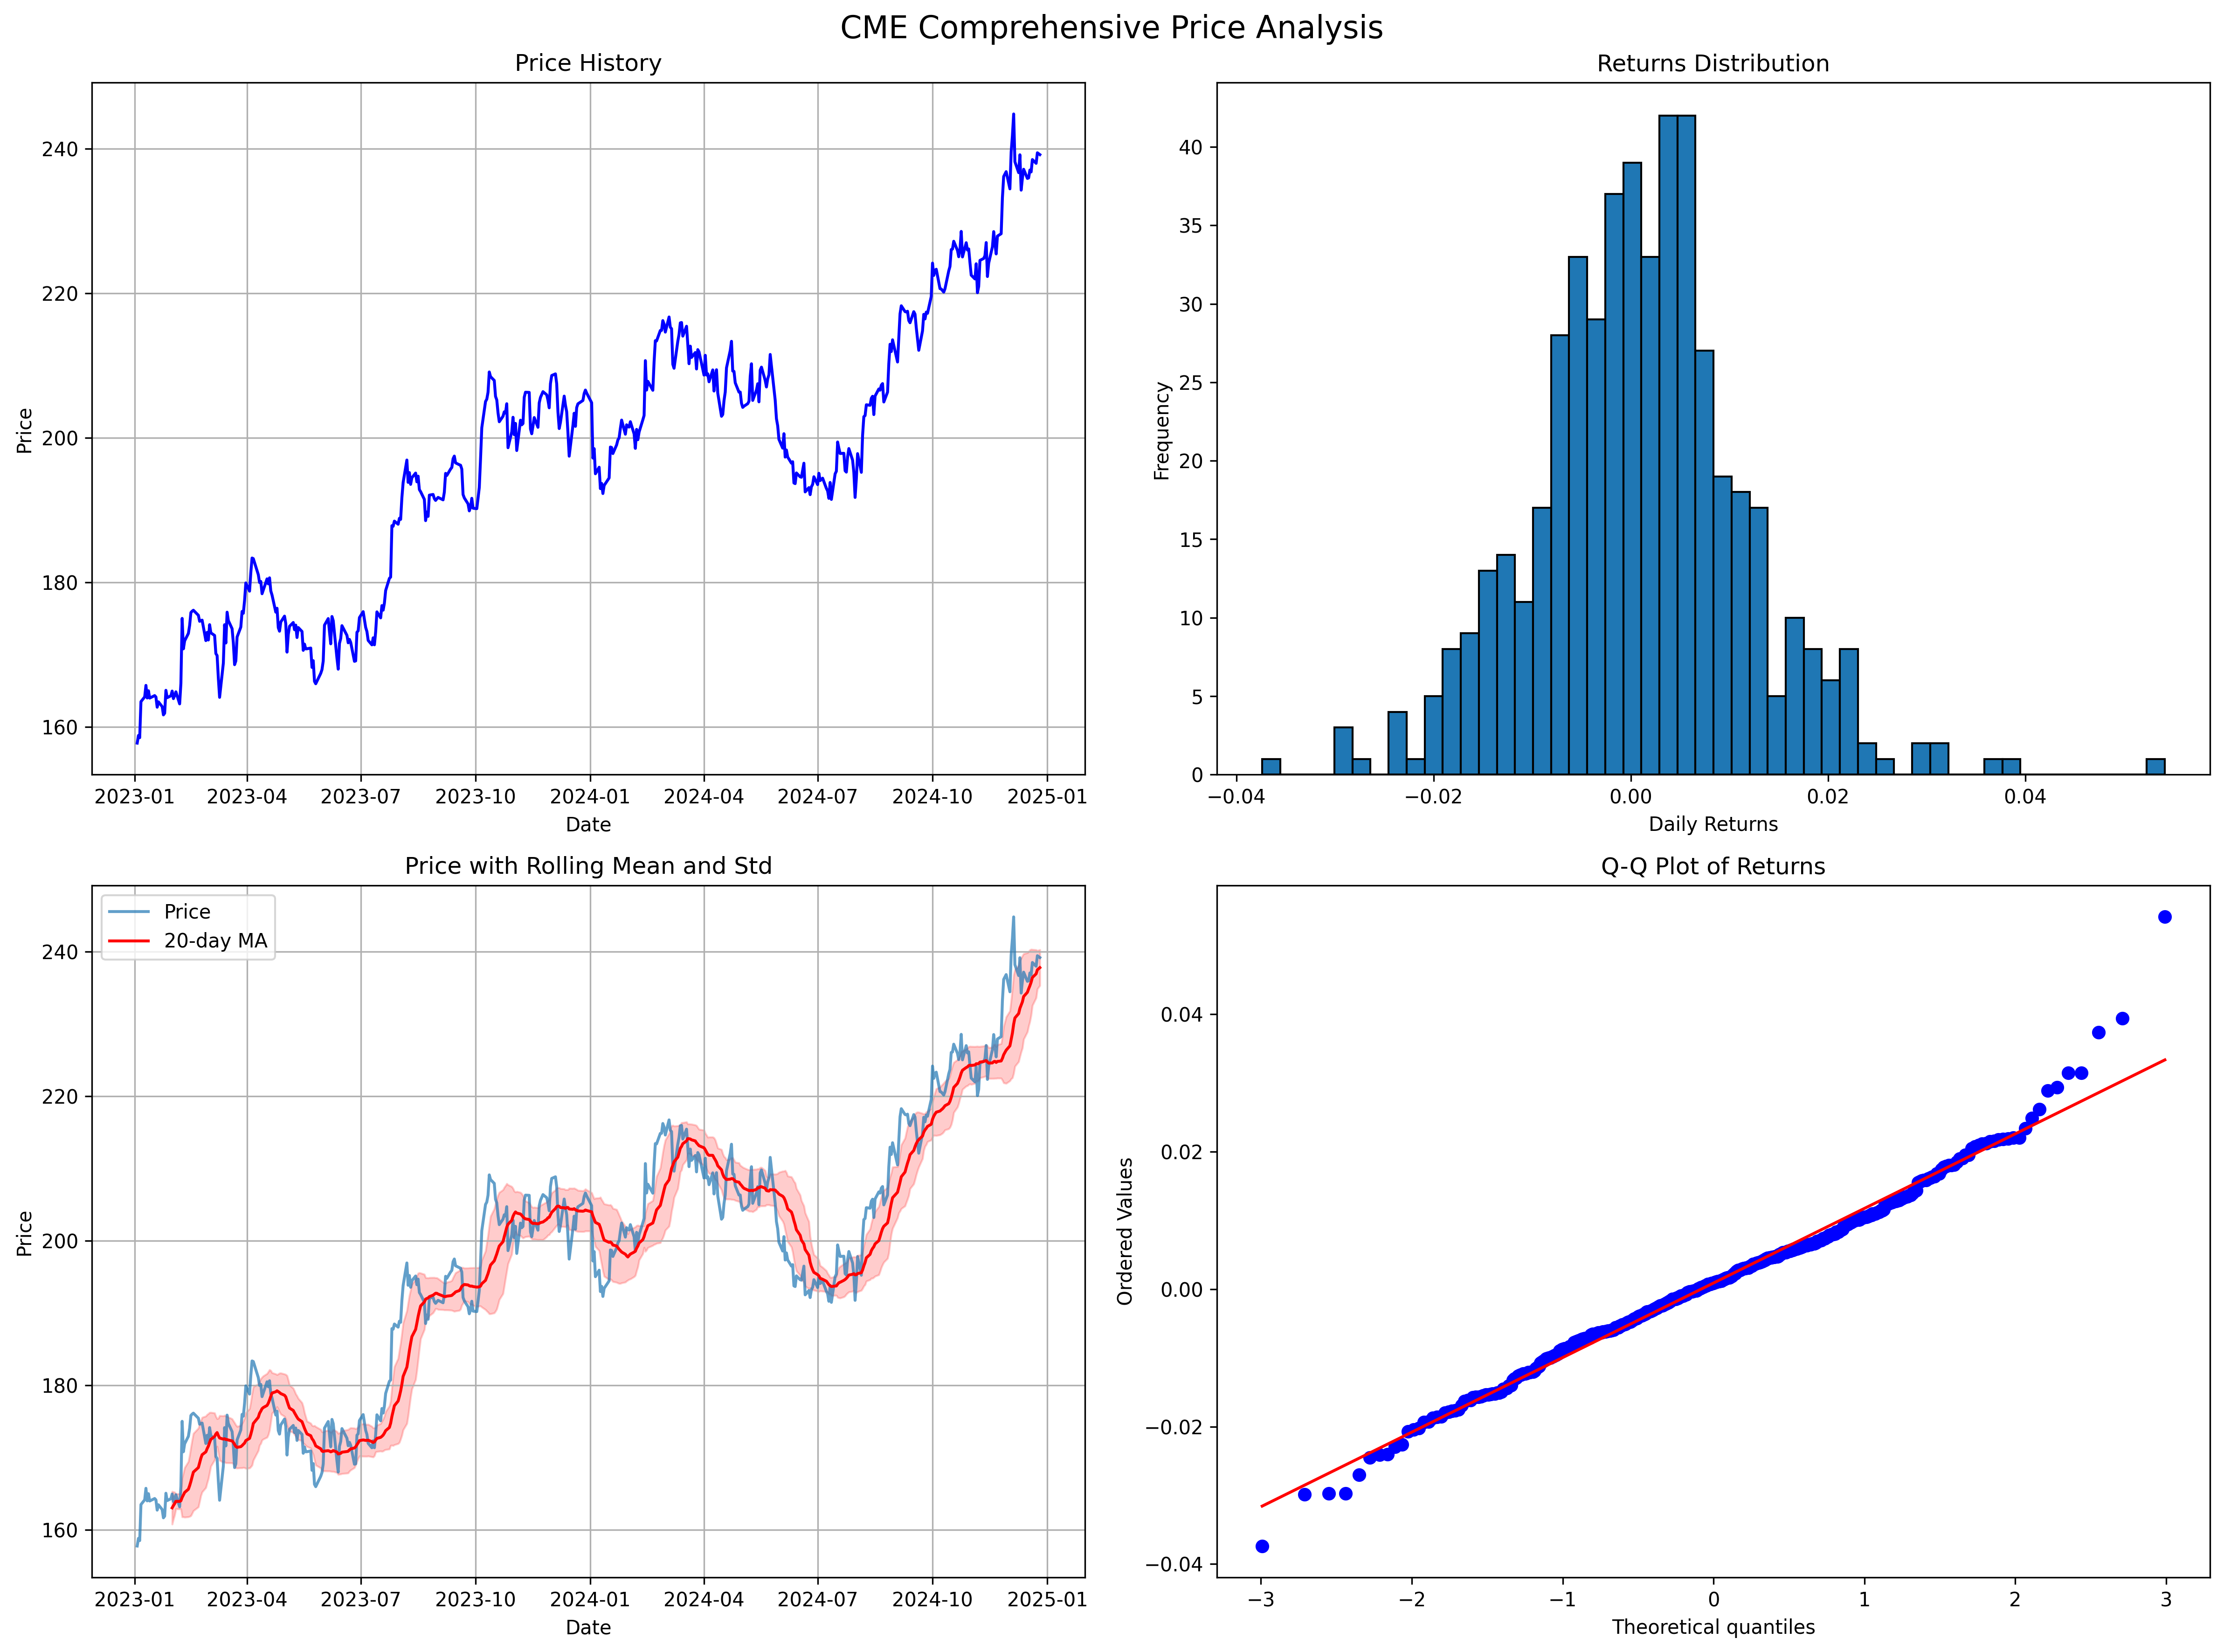 CME Comprehensive Price Analysis
Price History
Price
240
220
200
180
160
2023-01 2023-04 2023-07 2023-10 2024-01 2024-04 2024-07 2024-10 2025-01
Date
Returns Distribution
Frequency
40
35
30
25
20
15
10
5
0
−0.04 −0.02 0.00 0.02 0.04
Daily Returns
Price with Rolling Mean and Std
Price
20-day MA
Price
240
220
200
180
160
2023-01 2023-04 2023-07 2023-10 2024-01 2024-04 2024-07 2024-10 2025-01
Date
Q-Q Plot of Returns
Ordered Values
0.04
0.02
0.00
−0.02
−0.04
−3 −2 −1 0 1 2 3
Theoretical quantiles